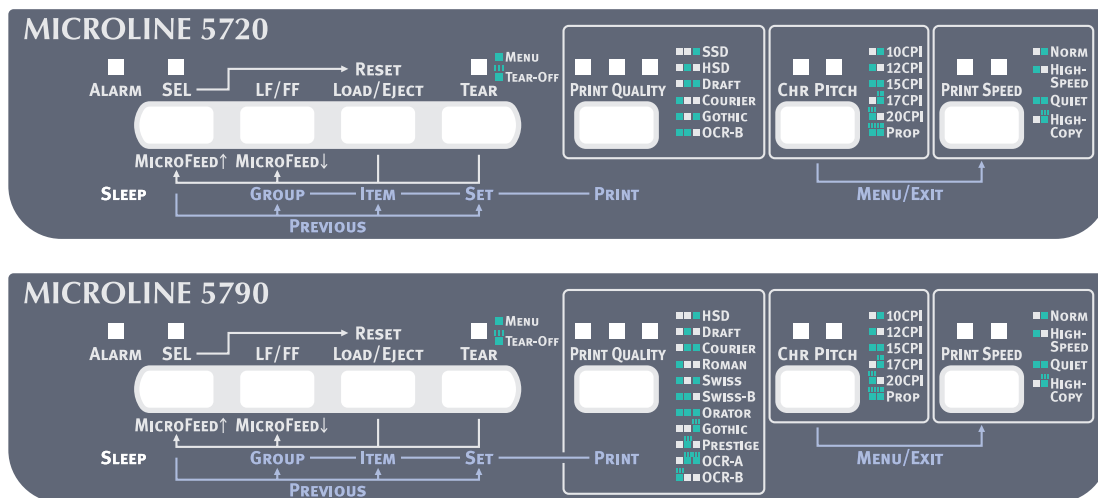 MICROLINE 5720
ALARM SEL RESET LF/FF LOAD/EJECT TEAR
MENU
TEAR-OFF
PRINT QUALITY
SSD
HSD
DRAFT
COURIER
GOTHIC
OCR-B
CHR PITCH
10CPI
12CPI
15CPI
17CPI
20CPI
PROP
PRINT SPEED
NORM
HIGH-
SPEED
QUIET
HIGH-
COPY
MICROFEED↑ MICROFEED↓
SLEEP GROUP ITEM SET PRINT MENU/EXIT
PREVIOUS
MICROLINE 5790
ALARM SEL RESET LF/FF LOAD/EJECT TEAR
MENU
TEAR-OFF
PRINT QUALITY
HSD
DRAFT
COURIER
ROMAN
SWISS
SWISS-B
ORATOR
GOTHIC
PRESTIGE
OCR-A
OCR-B
CHR PITCH
10CPI
12CPI
15CPI
17CPI
20CPI
PROP
PRINT SPEED
NORM
HIGH-
SPEED
QUIET
HIGH-
COPY
MICROFEED↑ MICROFEED↓
SLEEP GROUP ITEM SET PRINT MENU/EXIT
PREVIOUS